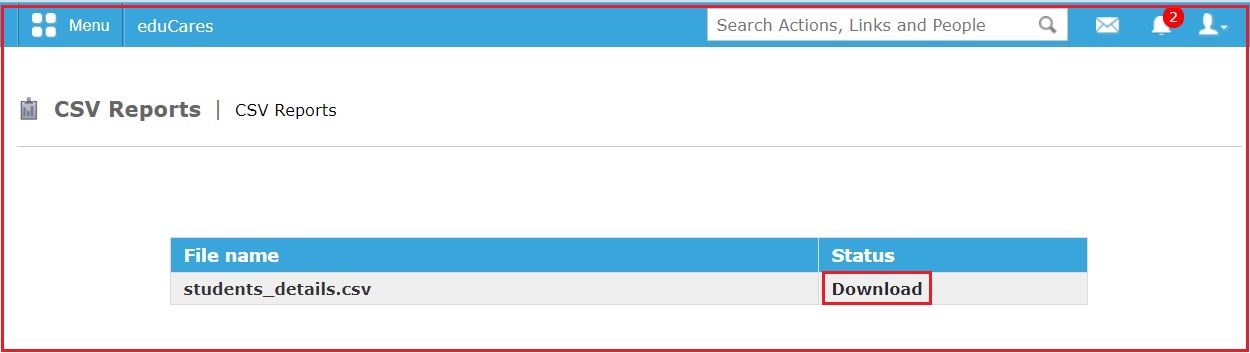 Menu eduCares Search Actions, Links and People 2
CSV Reports | CSV Reports
File name Status
students_details.csv Download